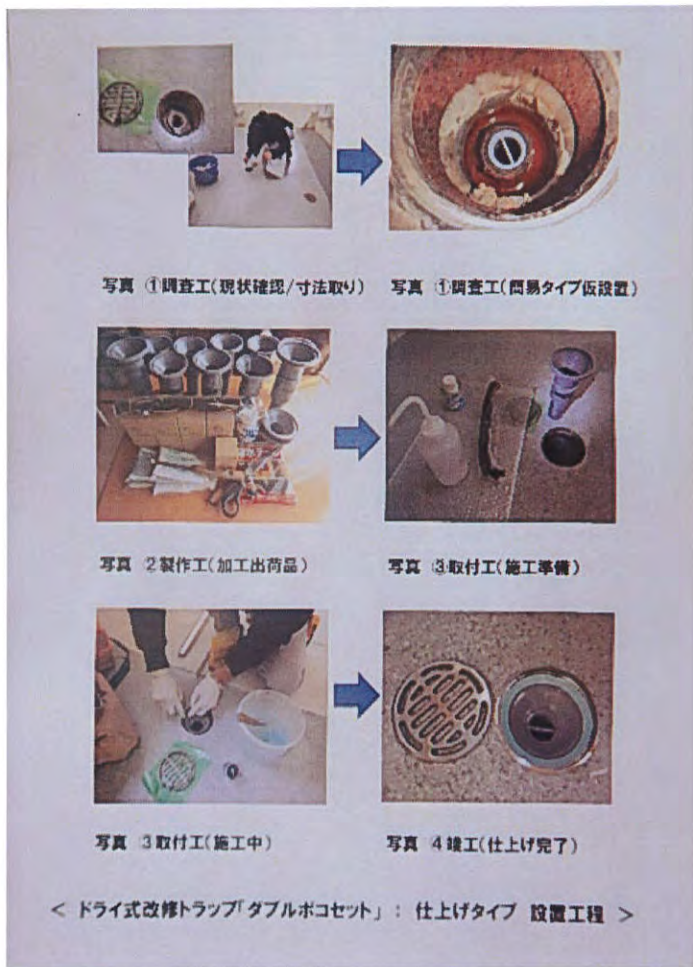 写真 ①調査工(現状確認/寸法取り)
写真 ①調査工(簡易タイプ仮設置)
写真 ②製作工(加工出荷品)
写真 ③取付工(施工準備)
写真 ③取付工(施工中)
写真 ④竣工(仕上げ完了)
< ドライ式改修トラップ「ダブルポコセット」 : 仕上げタイプ 設置工程 >